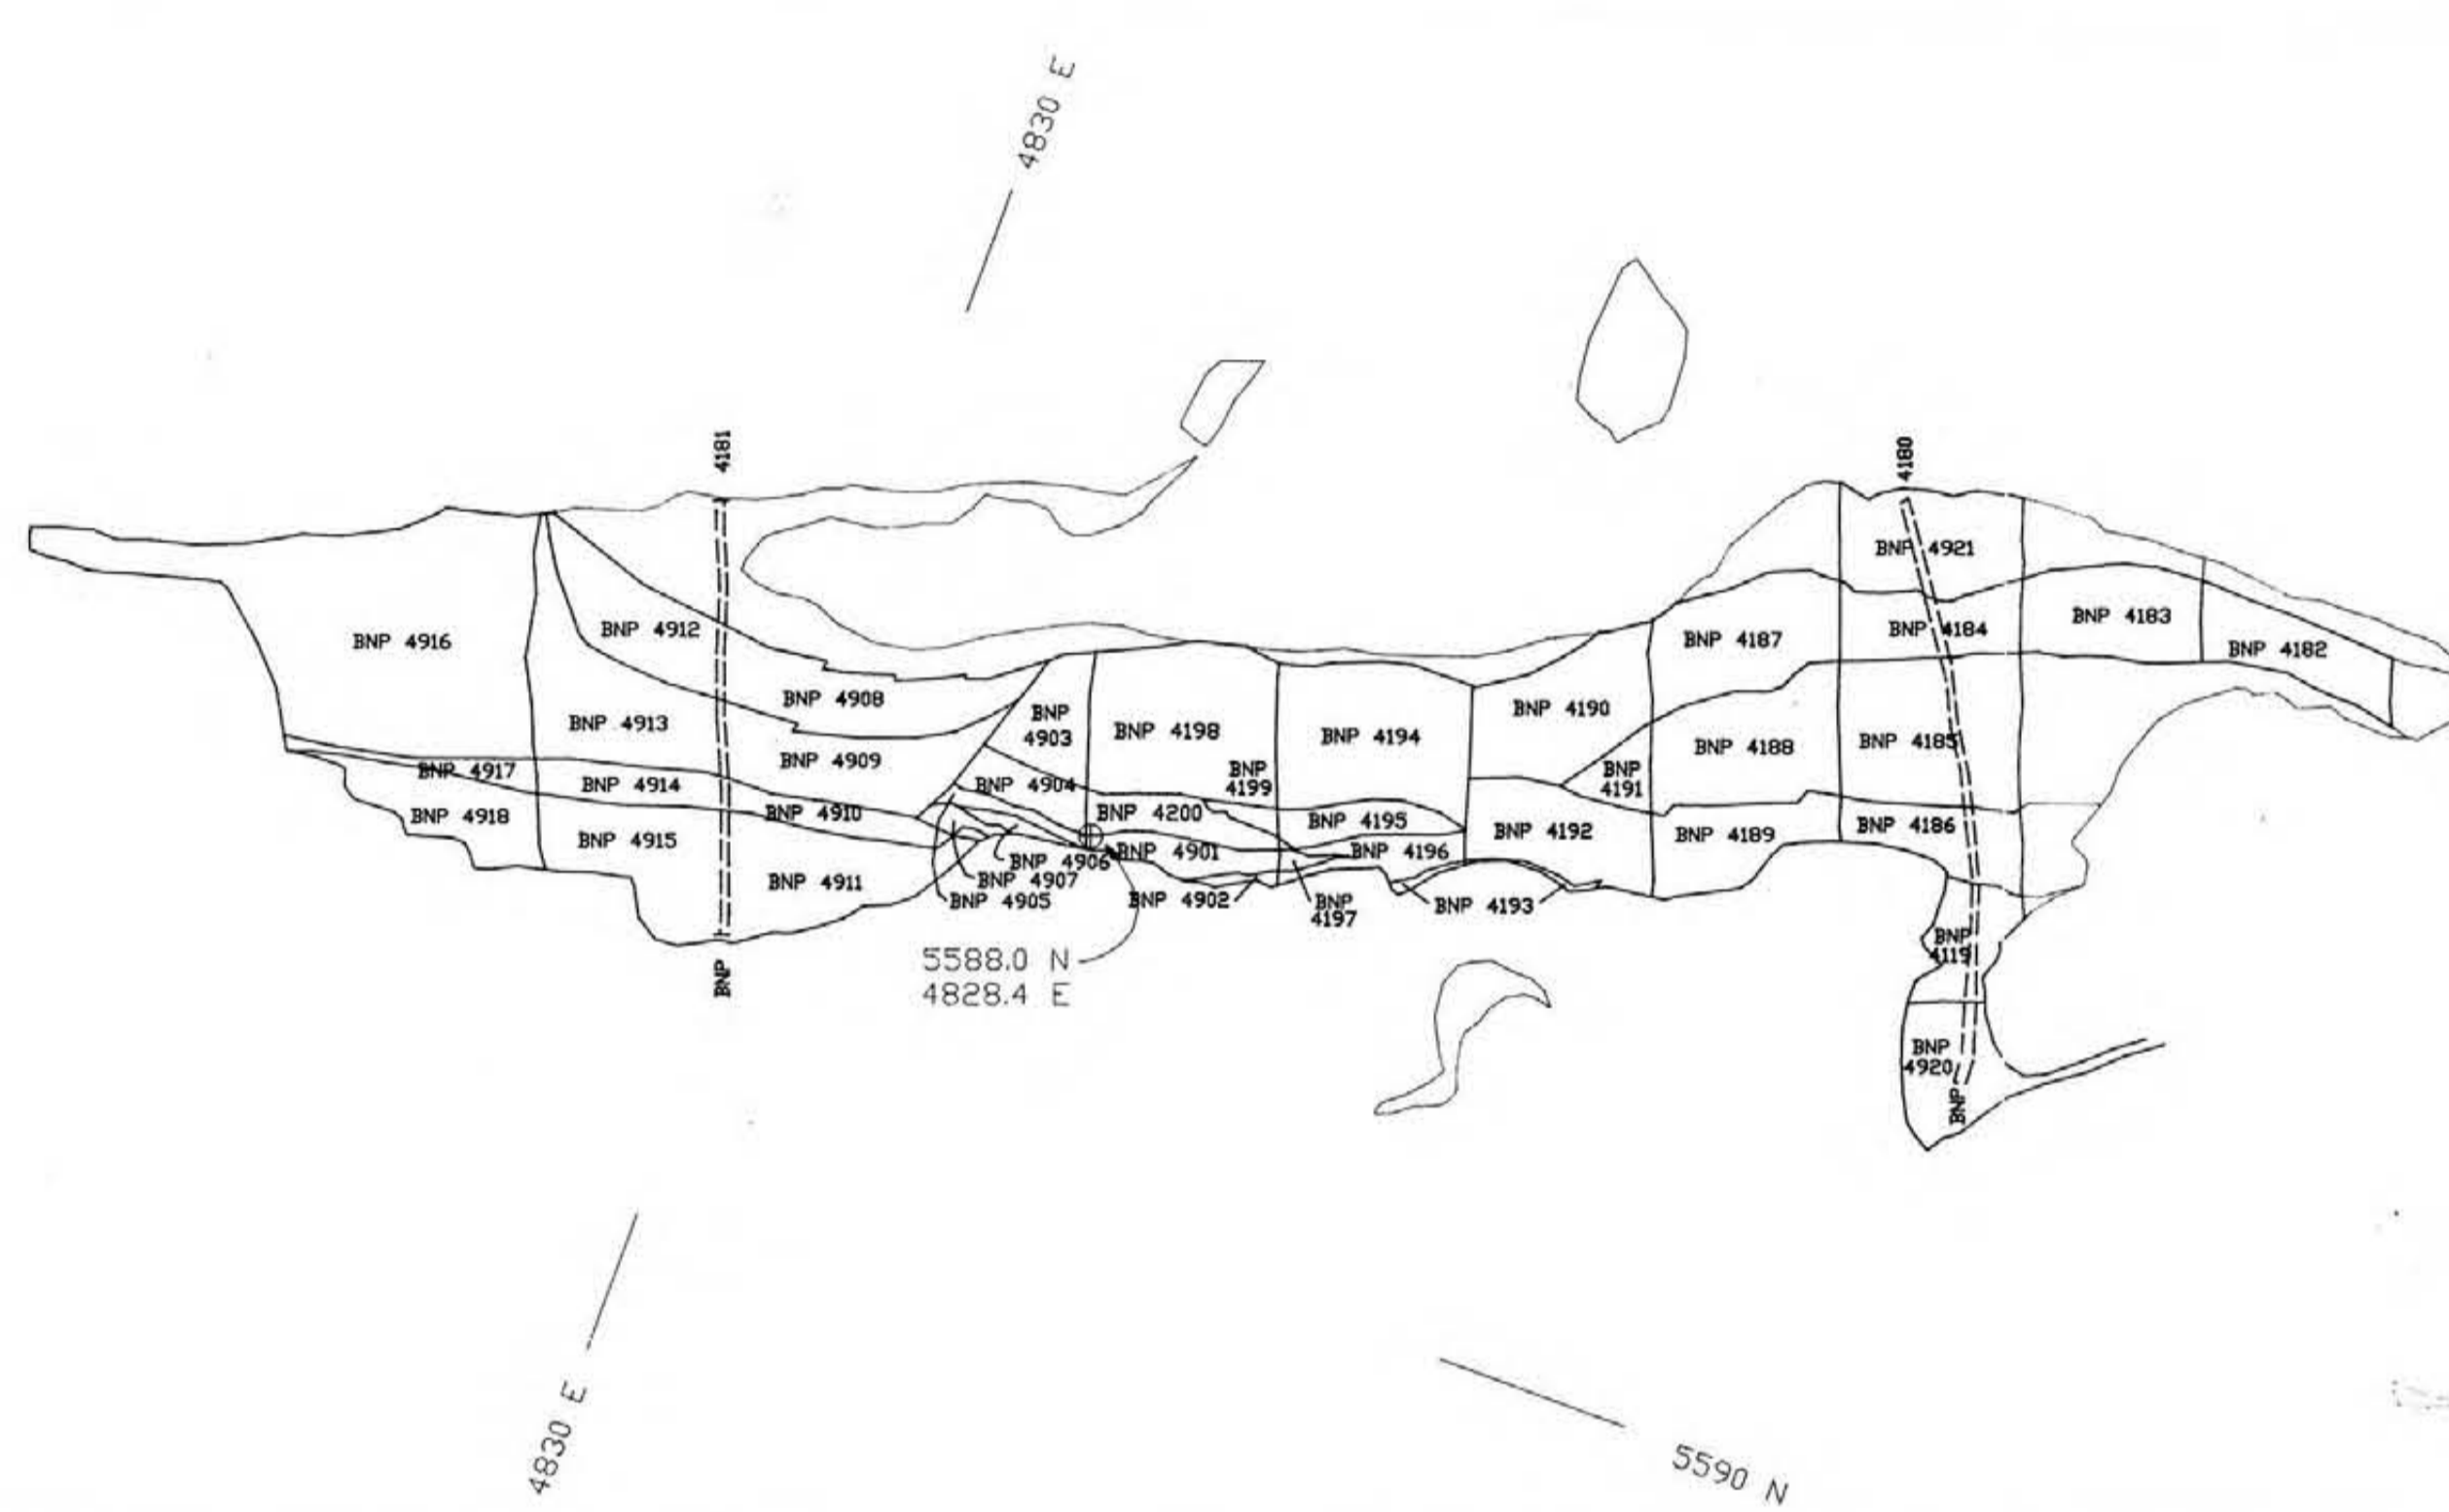 4830 E
4181
4180
BNP 4921
BNP 4916
BNP 4912
BNP 4187
BNP 4184
BNP 4183
BNP 4182
BNP 4908
BNP 4913
BNP 4909
BNP
4903
BNP 4198
BNP 4194
BNP 4190
BNP 4188
BNP 4185
BNP 4917
BNP 4914
BNP 4904
BNP
4199
BNP
4191
BNP 4918
BNP 4910
BNP 4200
BNP 4195
BNP 4192
BNP 4189
BNP 4186
BNP 4915
BNP 4901
BNP 4196
BNP 4906
BNP 4911
BNP 4907
BNP 4905
BNP 4902
BNP
4197
BNP 4193
BNP
5588.0 N
4828.4 E
BNP
4119
BNP
4920
BNP
4830 E
5590 N